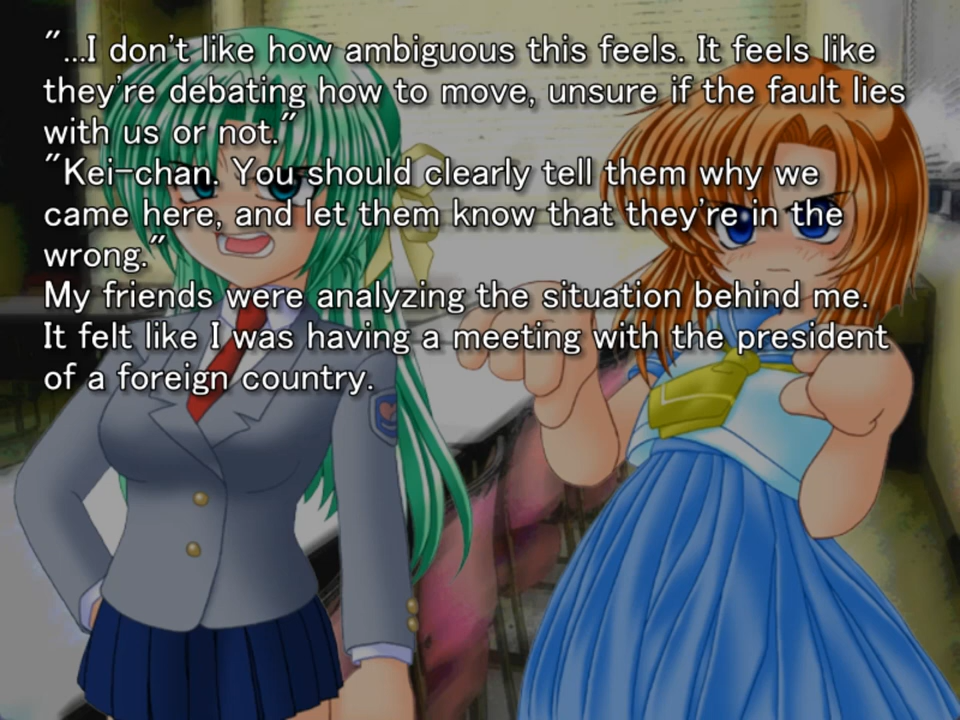 "...I don't like how ambiguous this feels. It feels like
they're debating how to move, unsure if the fault lies
with us or not."
"Kei-chan. You should clearly tell them why we
came here, and let them know that they're in the
wrong."
My friends were analyzing the situation behind me.
It felt like I was having a meeting with the president
of a foreign country.